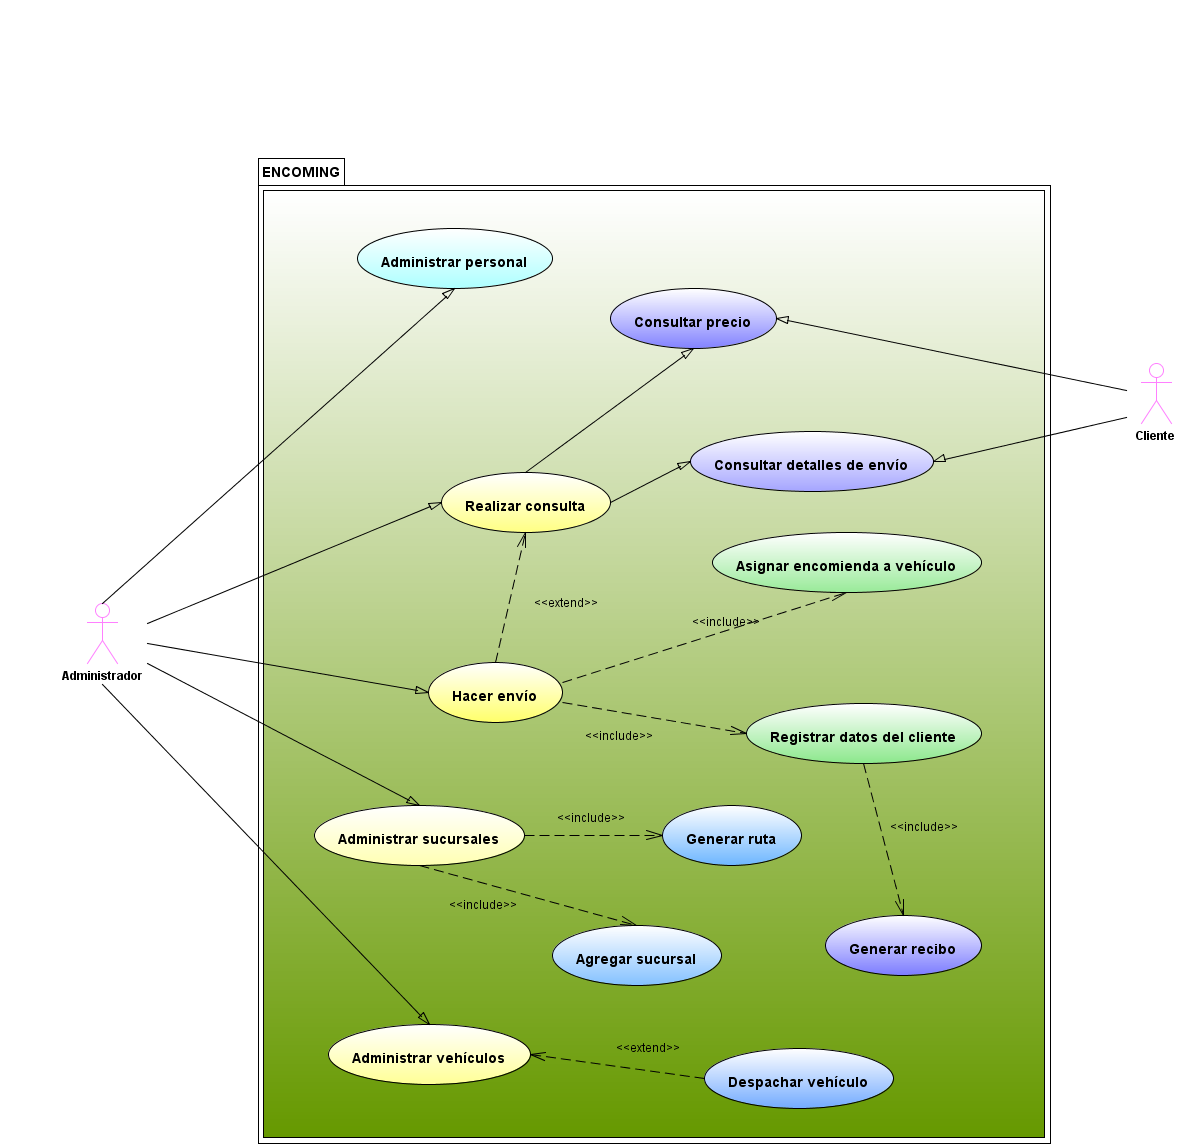 ENCOMING
Administrar personal
Consultar precio
Cliente
Consultar detalles de envío
Realizar consulta
Asignar encomienda a vehículo
<<extend>>
<<include>>
Administrador
Hacer envío
<<include>>
Registrar datos del cliente
<<include>>
<<include>>
Administrar sucursales
Generar ruta
<<include>>
Generar recibo
Agregar sucursal
<<extend>>
Administrar vehículos
Despachar vehículo